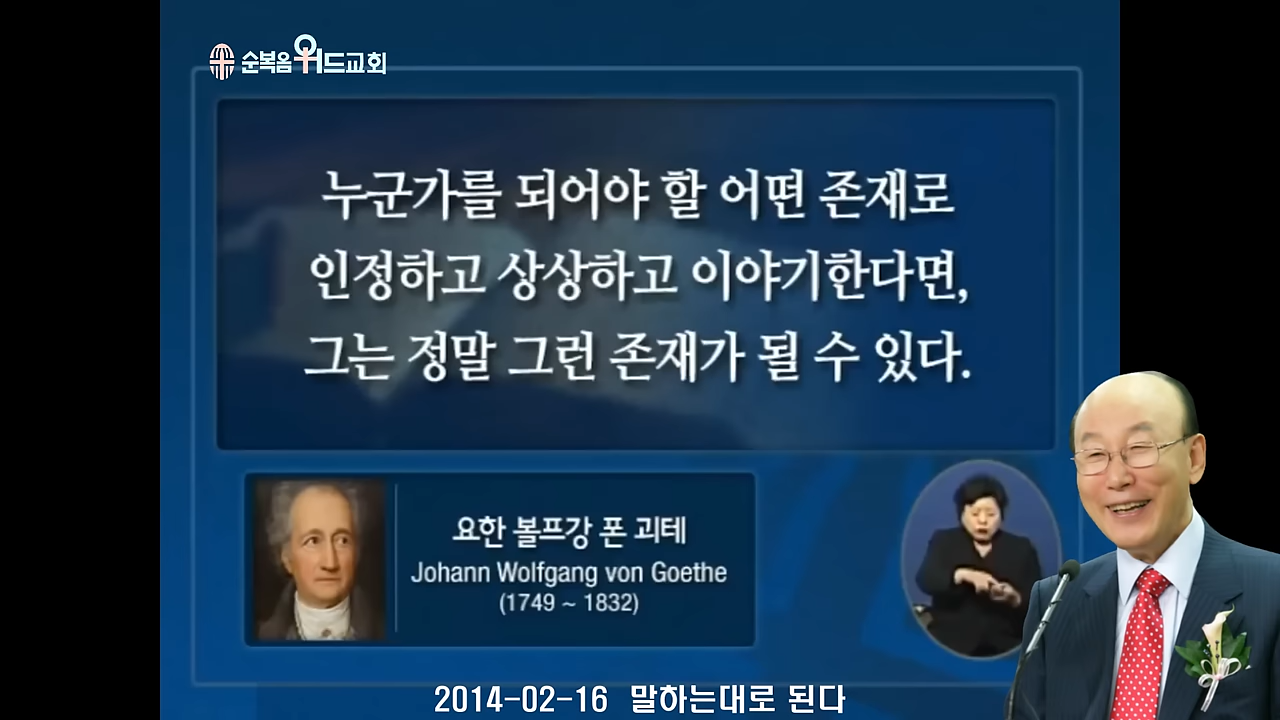 순복음워드교회
누군가를 되어야 할 어떤 존재로
인정하고 상상하고 이야기한다면,
그는 정말 그런 존재가 될 수 있다.
요한 볼프강 폰 괴테
Johann Wolfgang von Goethe
(1749 ~ 1832)
2014-02-16 말하는대로 된다